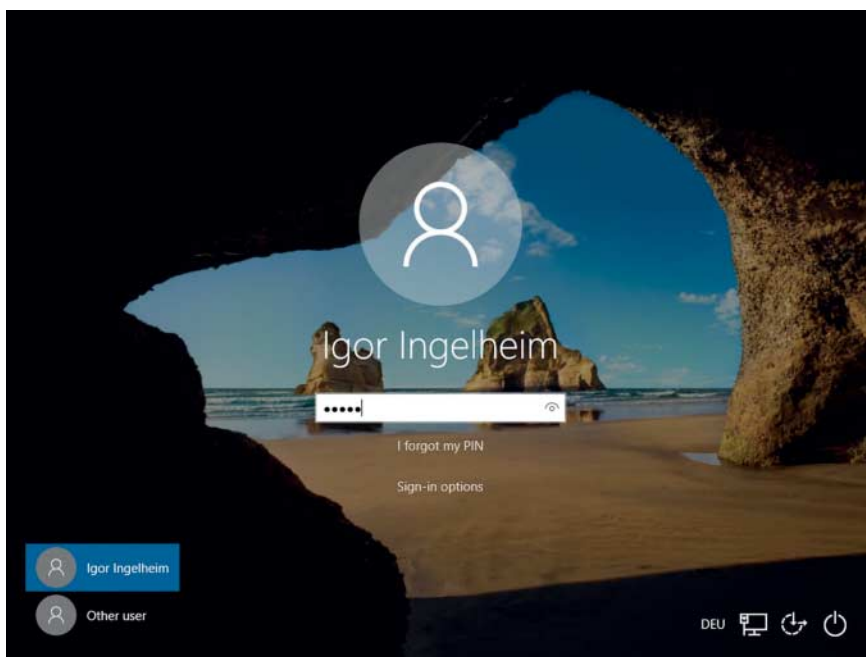 Igor Ingelheim
•••••
I forgot my PIN
Sign-in options
Igor Ingelheim
Other user
DEU